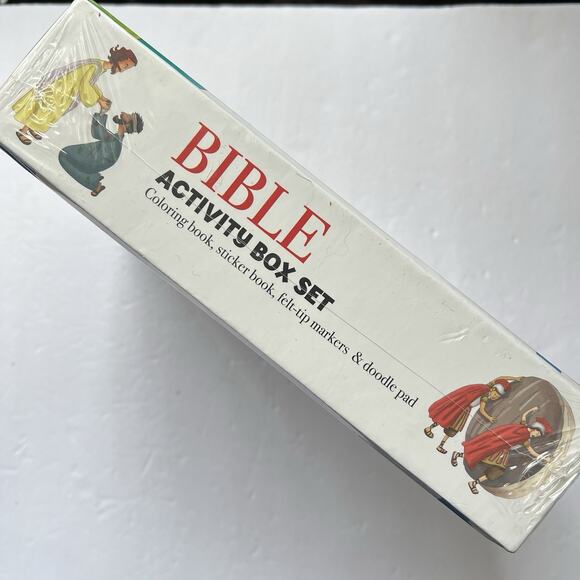 BIBLE
ACTIVITY BOX SET
Coloring book, sticker book, felt-tip markers & doodle pad